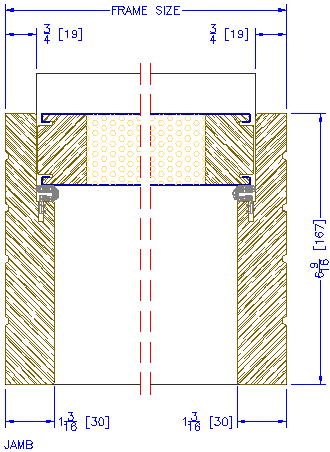 FRAME SIZE
3/4 [19] 3/4 [19]
6 9/16 [167]
1 3/16 [30] 1 3/16 [30]
JAMB